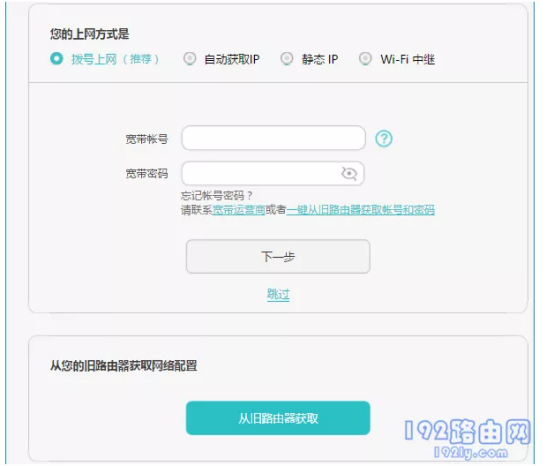 您的上网方式是
拨号上网（推荐） 自动获取IP 静态 IP Wi-Fi 中继
宽带帐号 ?
宽带密码
忘记帐号密码？
请联系宽带运营商或者一键从旧路由器获取帐号和密码
下一步
跳过
从您的旧路由器获取网络配置
从旧路由器获取
192路由网
192ly.com